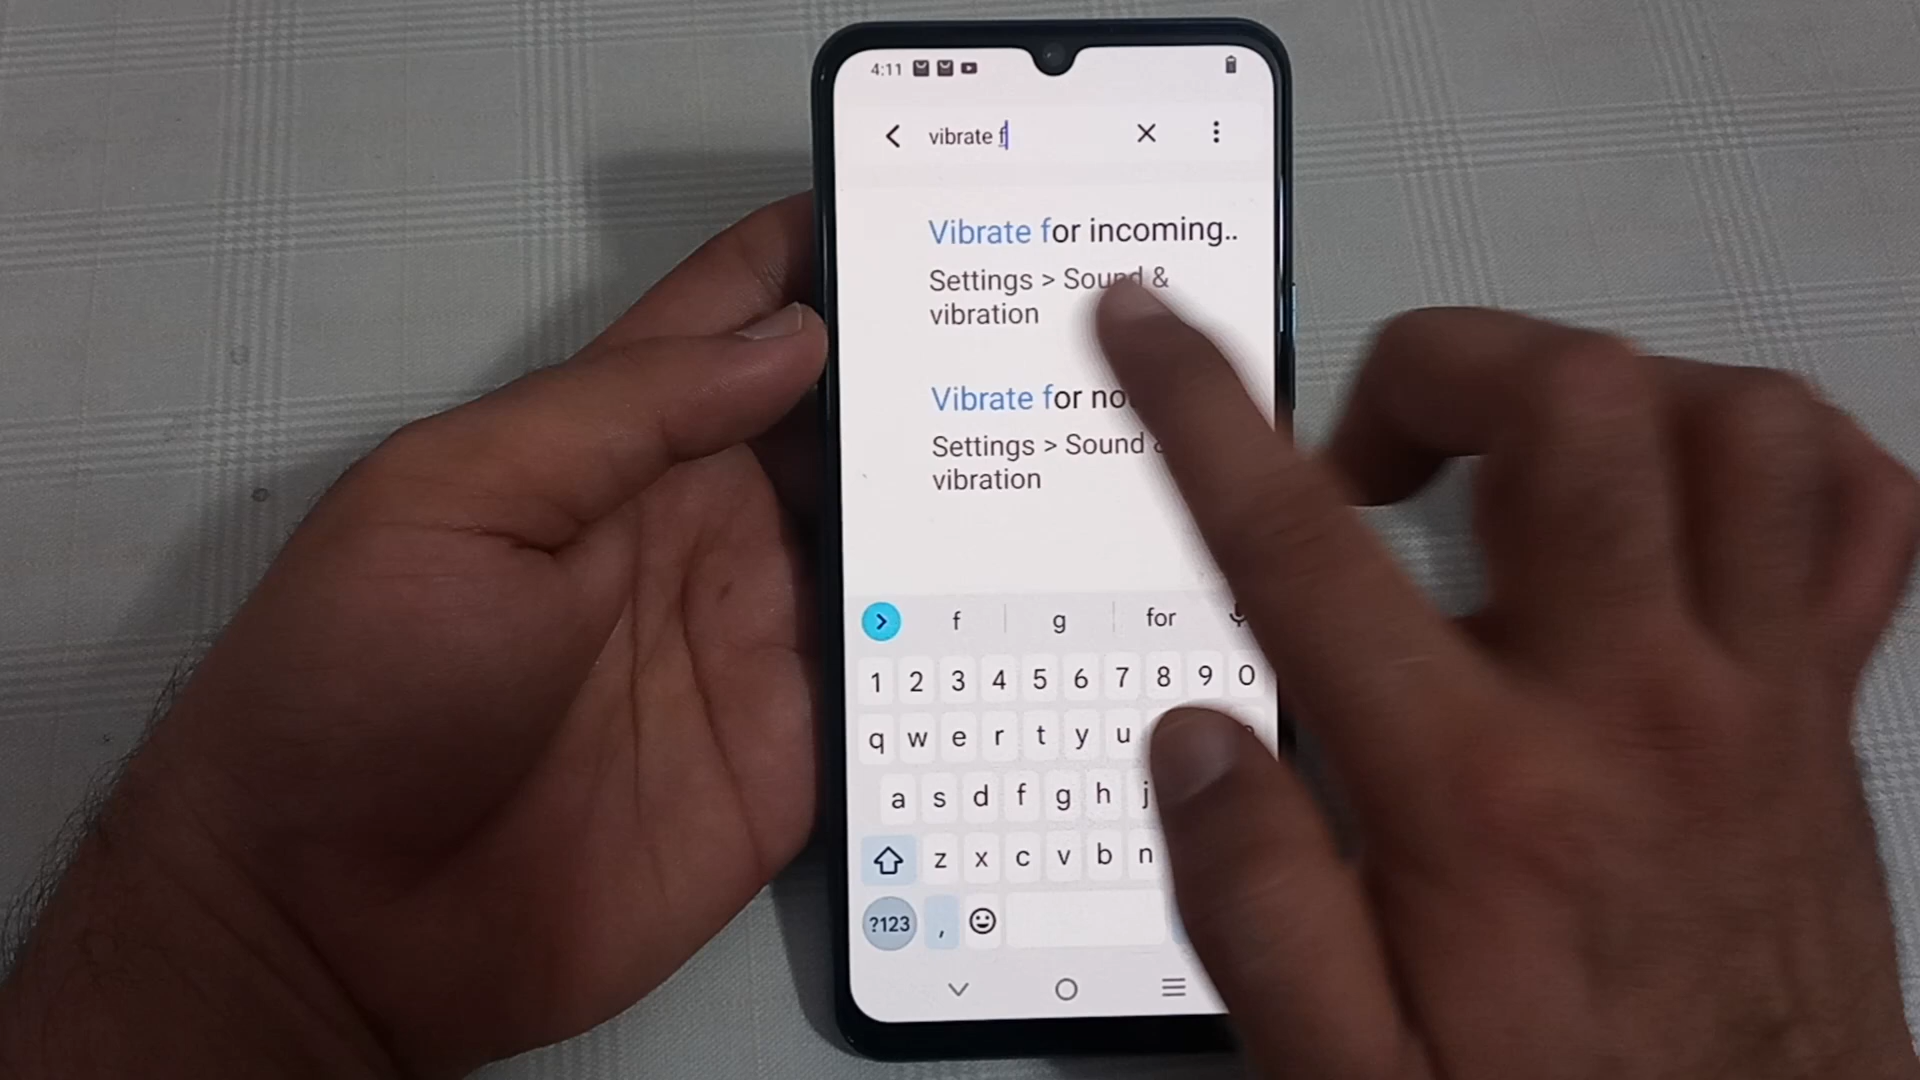 4:11
vibrate f
Vibrate for incoming..
Settings > Sound &
vibration
Vibrate for
Settings > Sound
vibration
f g for
1 2 3 4 5 6 7 8 9 0
q w e r t y u
a s d f g h j
z x c v b n
?123 ,